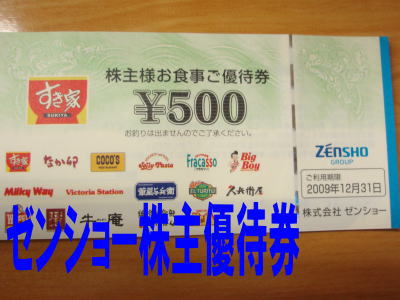 すき家
SUKIYA
株主様お食事ご優待券
¥500
お釣りは出ませんのでご了承ください。
すき家 なか卯 COCO'S Jolly-Pasta Fracasso Big Boy
Milky Way Victoria Station 華屋与兵衛 EL TORITO 久兵衛屋
牛庵
ZENSHO
GROUP
ご利用期限
2009年12月31日
株式会社 ゼンショー
ゼンショー株主優待券